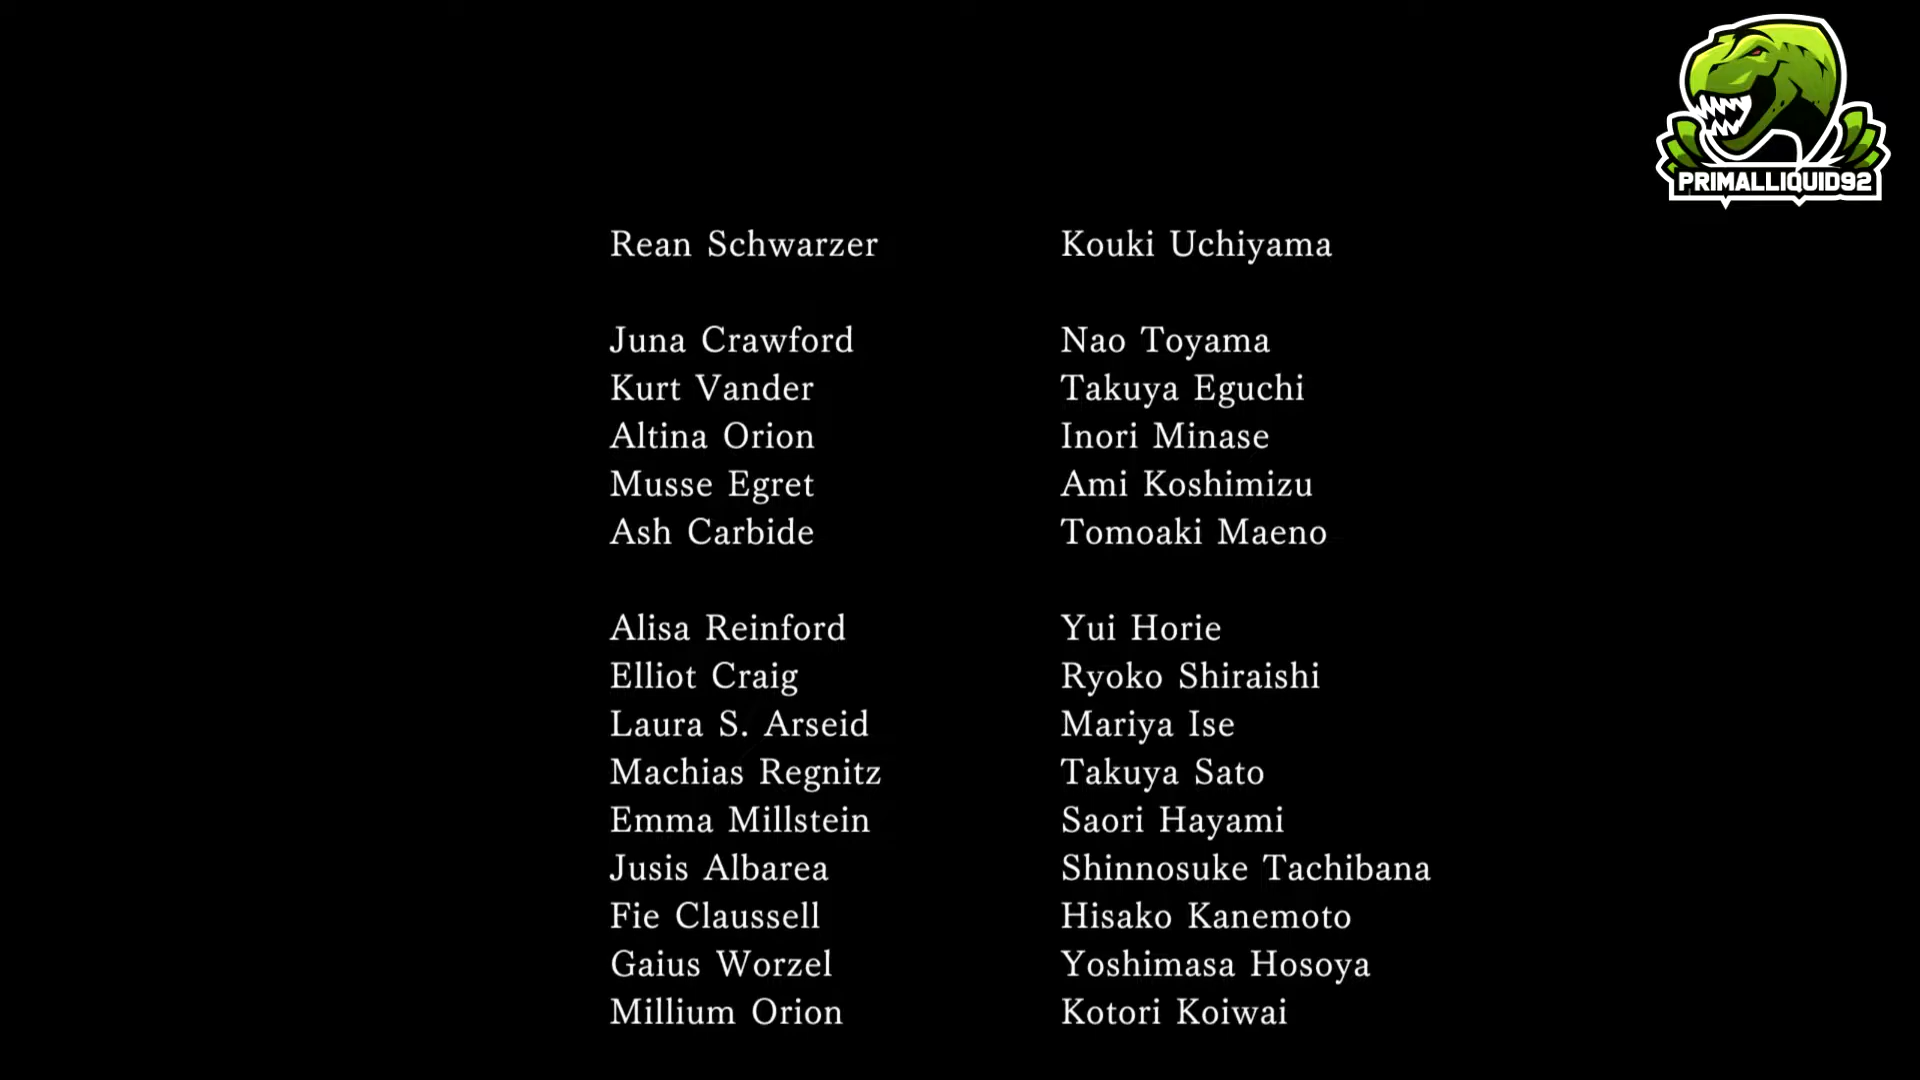 PRIMALLIQUID92
Rean Schwarzer Kouki Uchiyama
Juna Crawford Nao Toyama
Kurt Vander Takuya Eguchi
Altina Orion Inori Minase
Musse Egret Ami Koshimizu
Ash Carbide Tomoaki Maeno
Alisa Reinford Yui Horie
Elliot Craig Ryoko Shiraishi
Laura S. Arseid Mariya Ise
Machias Regnitz Takuya Sato
Emma Millstein Saori Hayami
Jusis Albarea Shinnosuke Tachibana
Fie Claussell Hisako Kanemoto
Gaius Worzel Yoshimasa Hosoya
Millium Orion Kotori Koiwai